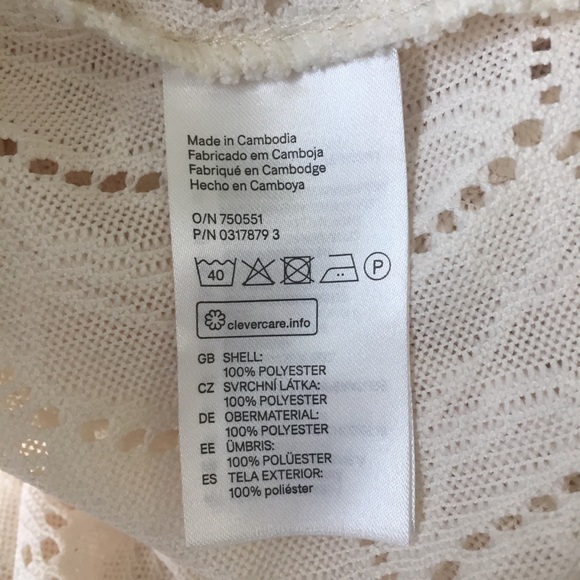 Made in Cambodia
Fabricado em Camboja
Fabriqué en Cambodge
Hecho en Camboya
O/N 750551
P/N 0317879 3
40 P
clevercare.info
GB SHELL:
100% POLYESTER
CZ SVRCHNÍ LÁTKA:
100% POLYESTER
DE OBERMATERIAL:
100% POLYESTER
EE ÜMBRIS:
100% POLÜESTER
ES TELA EXTERIOR:
100% poliéster